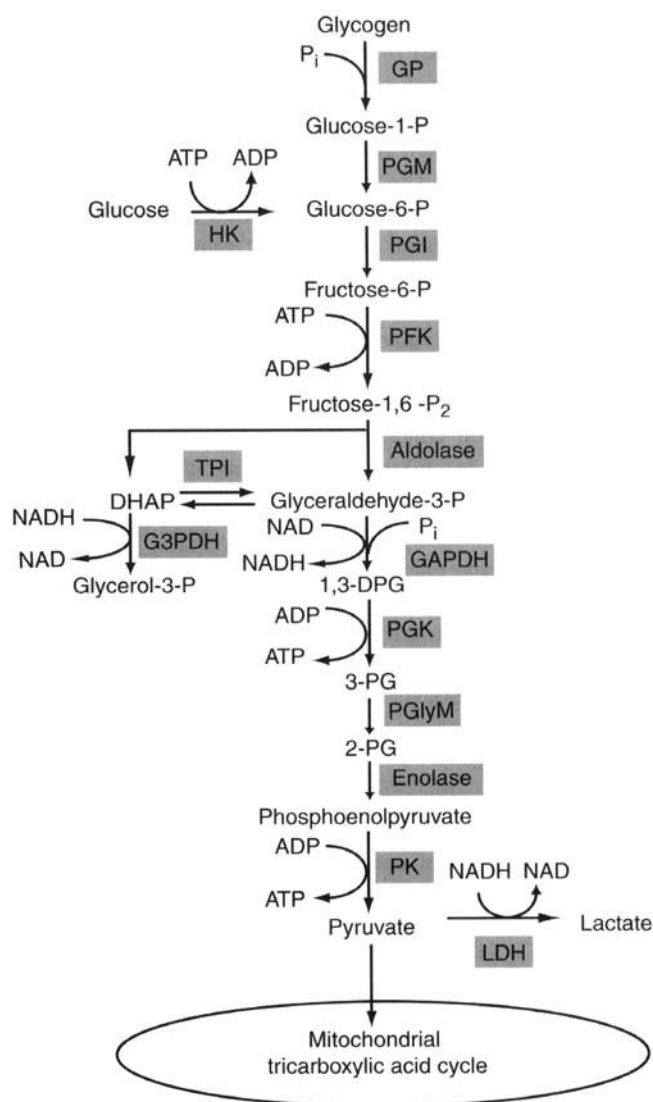 Glycogen
Pi
GP
Glucose-1-P
ATP ADP
PGM
Glucose
Glucose-6-P
HK
PGI
Fructose-6-P
ATP
PFK
ADP
Fructose-1,6 -P2
Aldolase
TPI
DHAP
Glyceraldehyde-3-P
NADH
NAD
Pi
G3PDH
NAD
NADH
GAPDH
Glycerol-3-P
1,3-DPG
ADP
PGK
ATP
3-PG
PGlyM
2-PG
Enolase
Phosphoenolpyruvate
ADP
PK
NADH NAD
ATP
Pyruvate
Lactate
LDH
Mitochondrial
tricarboxylic acid cycle